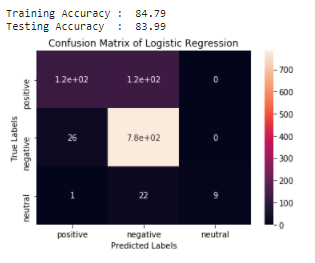 Training Accuracy :  84.79
Testing Accuracy  :  83.99
Confusion Matrix of Logistic Regression
positive 1.2e+02 1.2e+02 0
negative 26 7.8e+02 0
neutral 1 22 9
True Labels
positive negative neutral
Predicted Labels
700
600
500
400
300
200
100
0